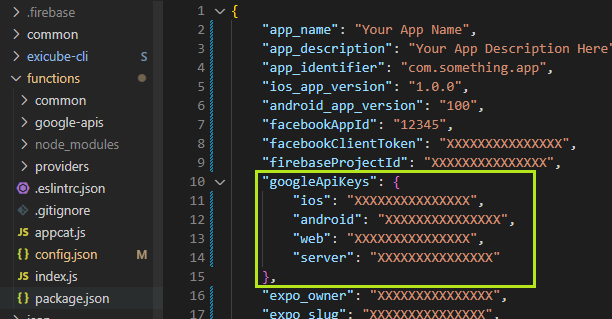 .firebase
common
exicube-cli S
functions
common
google-apis
node_modules
providers
.eslintrc.json
.gitignore
JS appcat.js
{} config.json M
JS index.js
{} package.json
1 {
2 "app_name": "Your App Name",
3 "app_description": "Your App Description Here"
4 "app_identifier": "com.something.app",
5 "ios_app_version": "1.0.0",
6 "android_app_version": "100",
7 "facebookAppId": "12345",
8 "facebookClientToken": "XXXXXXXXXXXXXXX",
9 "firebaseProjectId": "XXXXXXXXXXXXXXX",
10 "googleApiKeys": {
11 "ios": "XXXXXXXXXXXXXXX",
12 "android": "XXXXXXXXXXXXXXX",
13 "web": "XXXXXXXXXXXXXXX",
14 "server": "XXXXXXXXXXXXXXX"
15 },
16 "expo_owner": "XXXXXXXXXXXXXXX",
17 "expo_slug": "XXXXXXXXXXXXXXX",